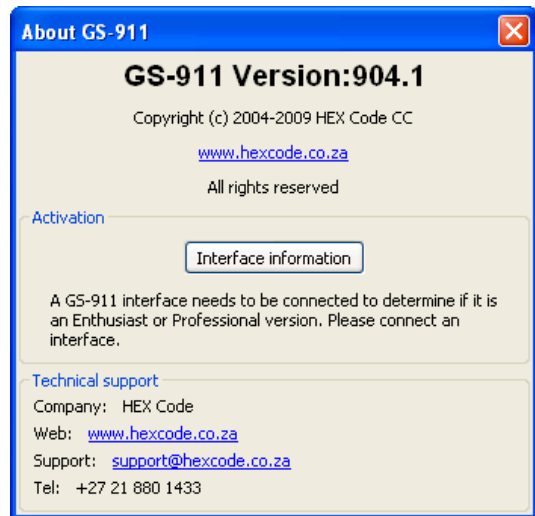 About GS-911
GS-911 Version:904.1
Copyright (c) 2004-2009 HEX Code CC
www.hexcode.co.za
All rights reserved
Activation
Interface information
A GS-911 interface needs to be connected to determine if it is
an Enthusiast or Professional version. Please connect an
interface.
Technical support
Company: HEX Code
Web: www.hexcode.co.za
Support: support@hexcode.co.za
Tel: +27 21 880 1433